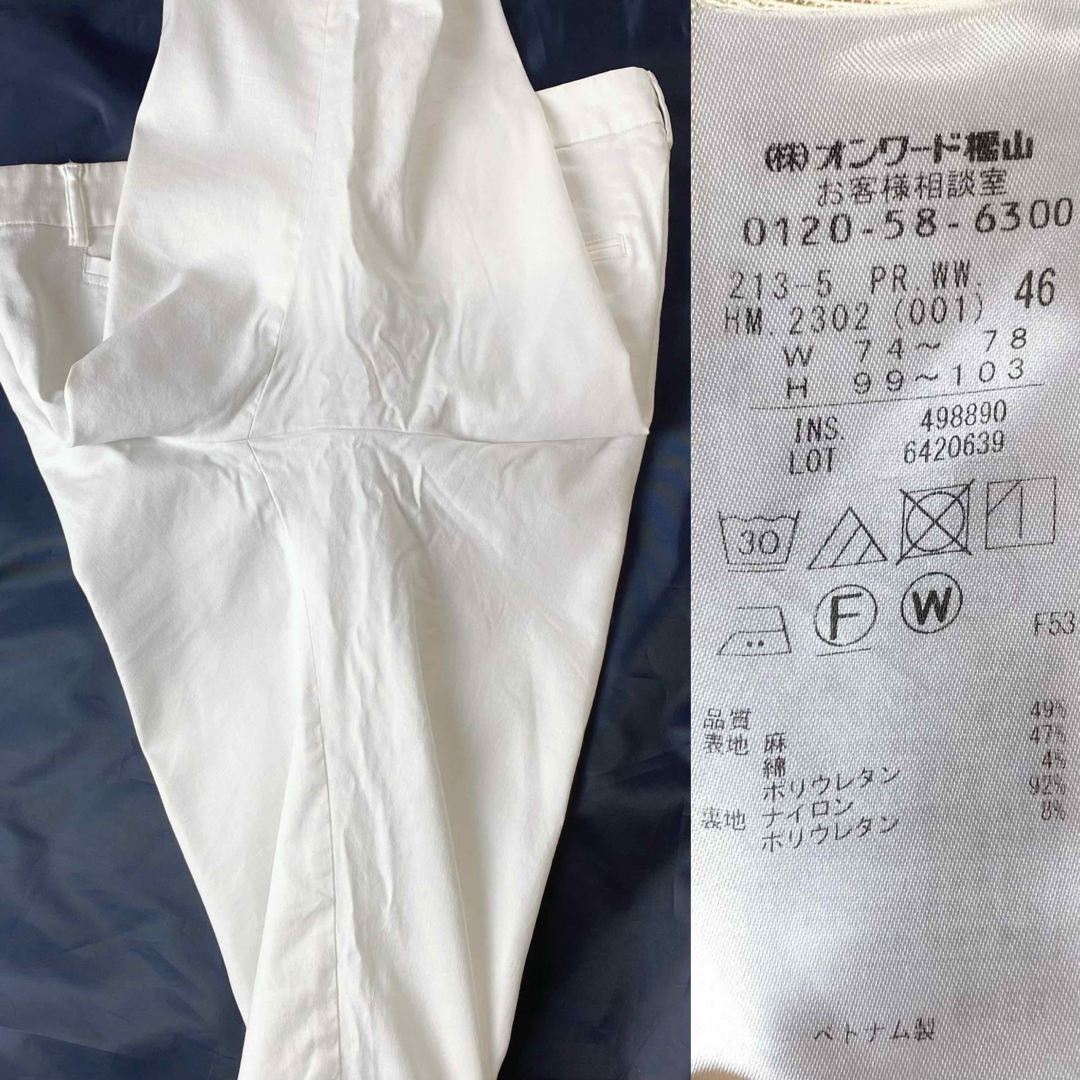 (株)オンワード樫山
お客様相談室
0120-58-6300
213-5 PR.WW. 46
HM.2302 (001)
W 74～ 78
H 99～103
INS. 498890
LOT 6420639
30
F W
F53
品質
表地 麻 49%
綿 47%
ポリウレタン 4%
裏地 ナイロン 92%
ポリウレタン 8%
ベトナム製